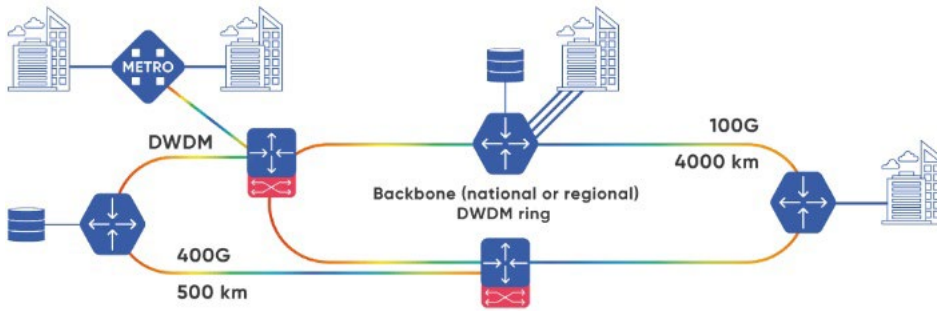 METRO
DWDM
100G
4000 km
Backbone (national or regional)
DWDM ring
400G
500 km